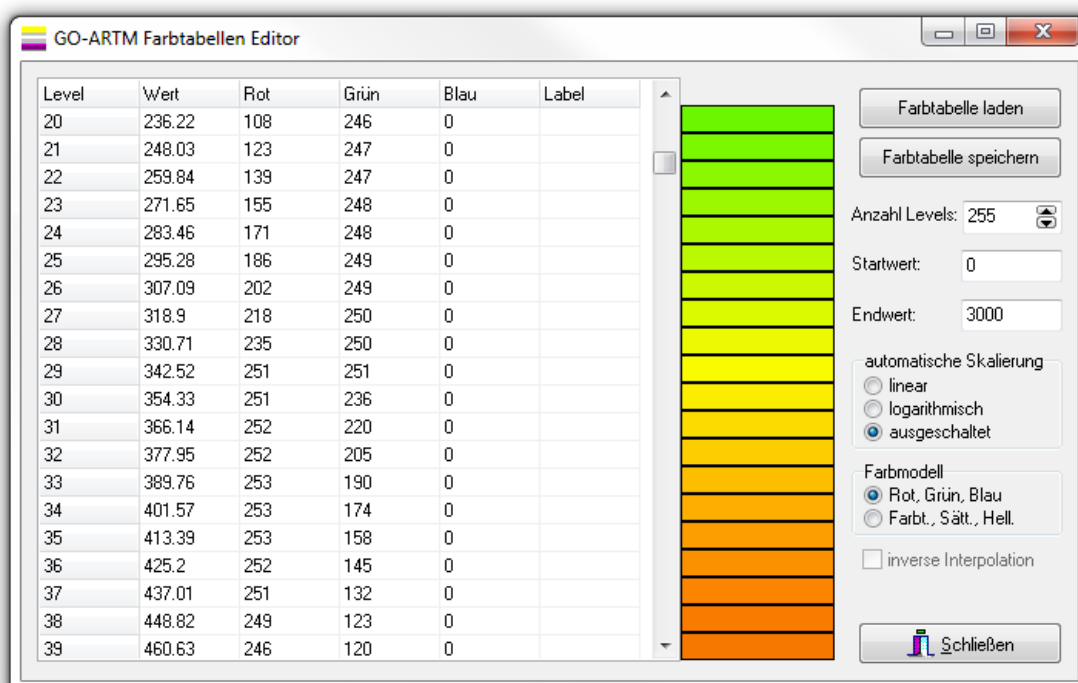 GO-ARTM Farbtabellen Editor
Level Wert Rot Grün Blau Label
20 236.22 108 246 0
21 248.03 123 247 0
22 259.84 139 247 0
23 271.65 155 248 0
24 283.46 171 248 0
25 295.28 186 249 0
26 307.09 202 249 0
27 318.9 218 250 0
28 330.71 235 250 0
29 342.52 251 251 0
30 354.33 251 236 0
31 366.14 252 220 0
32 377.95 252 205 0
33 389.76 253 190 0
34 401.57 253 174 0
35 413.39 253 158 0
36 425.2 252 145 0
37 437.01 251 132 0
38 448.82 249 123 0
39 460.63 246 120 0
Farbtabelle laden
Farbtabelle speichern
Anzahl Levels: 255
Startwert: 0
Endwert: 3000
automatische Skalierung
linear
logarithmisch
ausgeschaltet
Farbmodell
Rot, Grün, Blau
Farbt., Sätt., Hell.
inverse Interpolation
Schließen